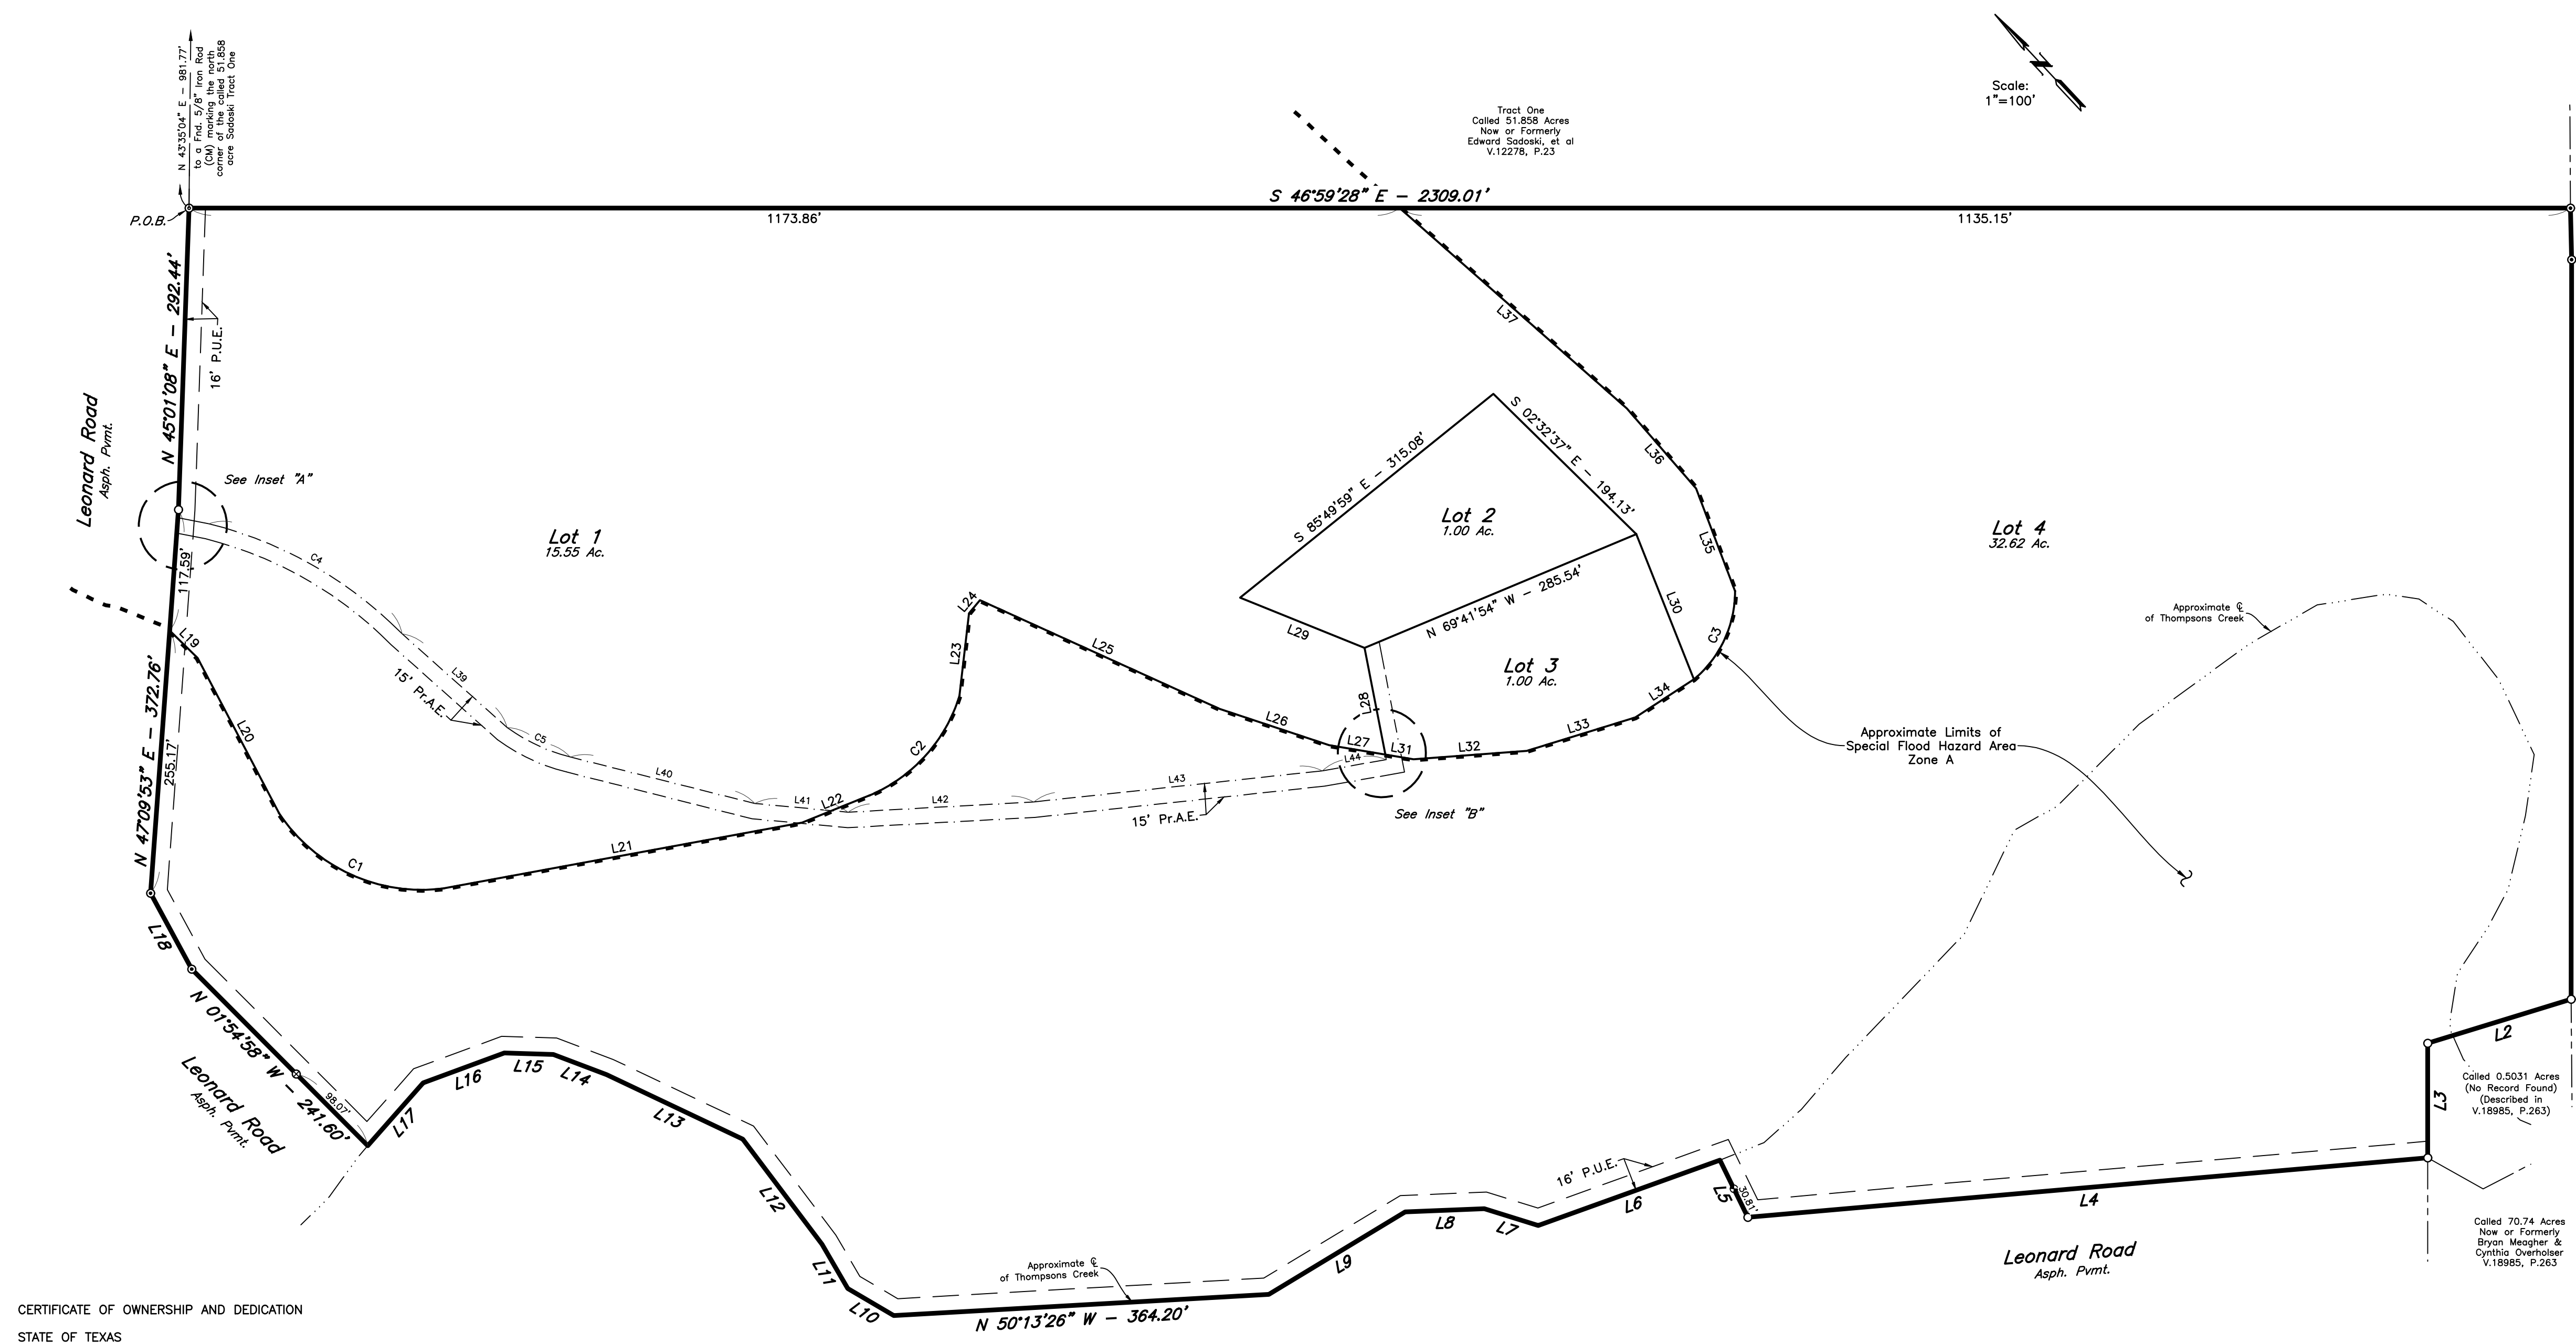 N 43°35'04" E - 981.77'
to a Fnd. 5/8" Iron Rod
(CM) marking the north
corner of the called 51.858
acre Sadoski Tract One
Scale:
1"=100'
N
Tract One
Called 51.858 Acres
Now or Formerly
Edward Sadoski, et al
V.12278, P.23
S 46°59'28" E - 2309.01'
P.O.B.
1173.86'
1135.15'
N 45°01'08" E - 292.44'
16' P.U.E.
L37
Leonard Road
Asph. Pvmt.
See Inset "A"
S 85°49'59" E - 315.08'
S 02°32'37" E - 194.13'
L36
Lot 1
15.55 Ac.
Lot 2
1.00 Ac.
Lot 4
32.62 Ac.
L35
C4
117.59'
N 69°41'54" W - 285.54'
L30
L24
L29
L19
L25
L23
C3
Approximate ℄
of Thompsons Creek
Lot 3
1.00 Ac.
L39
15' Pr.A.E.
L28
L34
N 47°09'53" E - 372.76'
255.17'
L20
L26
L33
C5
C2
L27
L31
L32
L44
Approximate Limits of
Special Flood Hazard Area
Zone A
L40
L43
L41
L22
L42
15' Pr.A.E.
See Inset "B"
L21
C1
L18
N 01°54'58" W - 241.60'
98.07'
Leonard Road
Asph. Pvmt.
L17
L16
L15
L14
L13
L12
L11
L10
N 50°13'26" W - 364.20'
Approximate ℄
of Thompsons Creek
L9
L8
L7
16' P.U.E.
L6
L5
30.81'
L4
L3
L2
Called 0.5031 Acres
(No Record Found)
(Described in
V.18985, P.263)
Leonard Road
Asph. Pvmt.
Called 70.74 Acres
Now or Formerly
Bryan Meagher &
Cynthia Overholser
V.18985, P.263
CERTIFICATE OF OWNERSHIP AND DEDICATION
STATE OF TEXAS